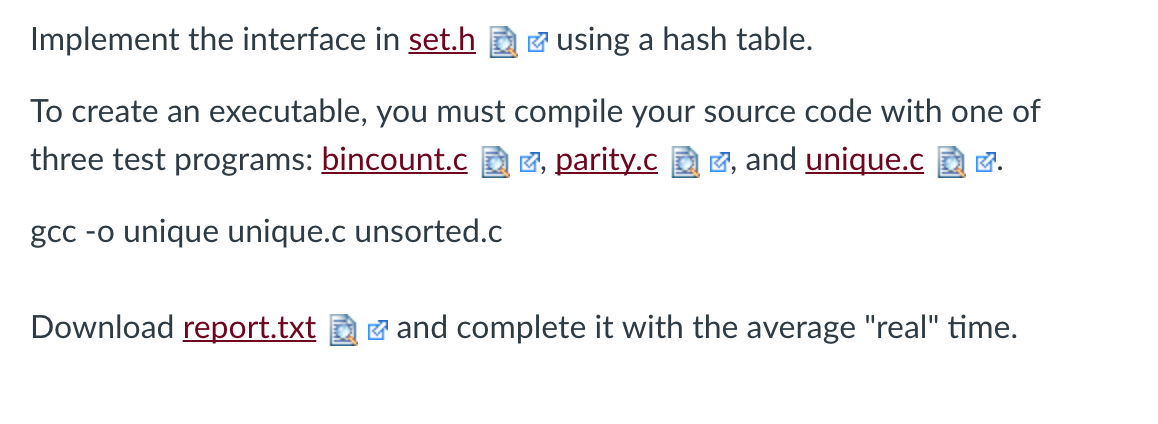 Implement the interface in set.h using a hash table.
To create an executable, you must compile your source code with one of
three test programs: bincount.c, parity.c, and unique.c.
gcc -o unique unique.c unsorted.c
Download report.txt and complete it with the average "real" time.